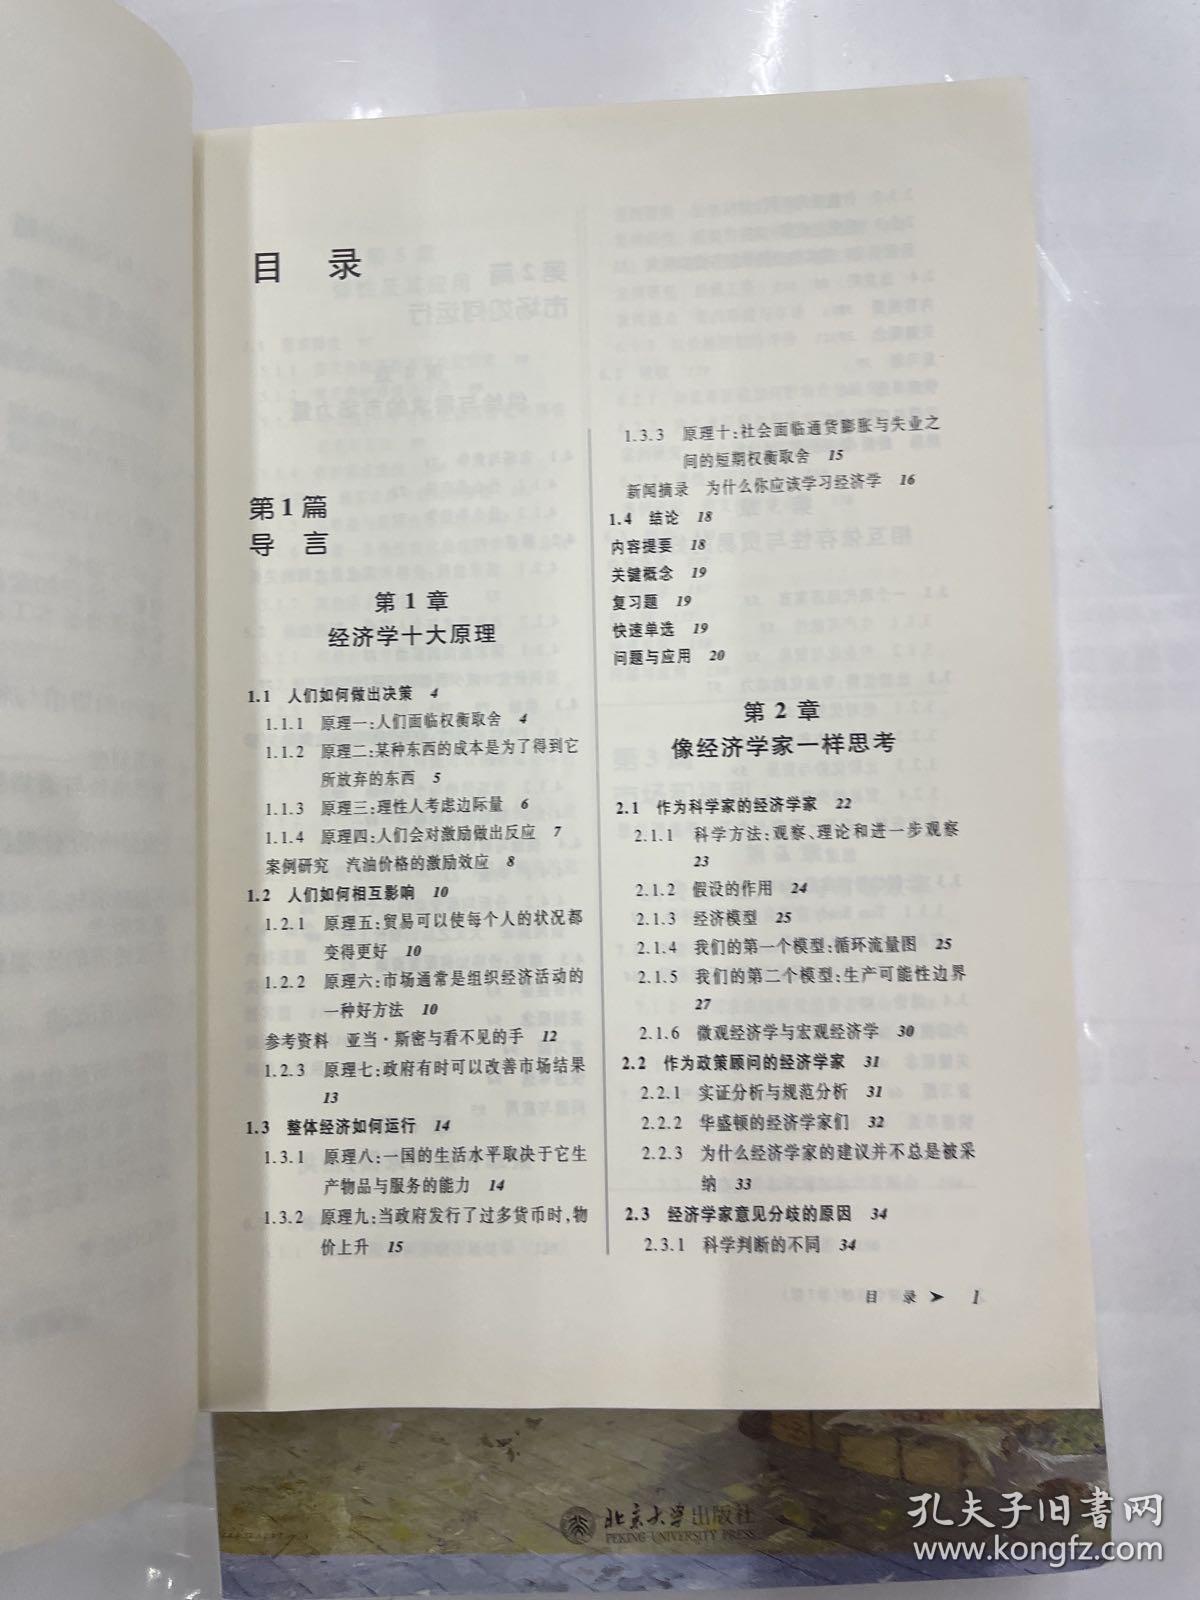 目 录
第1篇
导 言
第1章
经济学十大原理
1.1 人们如何做出决策 4
1.1.1 原理一:人们面临权衡取舍 4
1.1.2 原理二:某种东西的成本是为了得到它
所放弃的东西 5
1.1.3 原理三:理性人考虑边际量 6
1.1.4 原理四:人们会对激励做出反应 7
案例研究 汽油价格的激励效应 8
1.2 人们如何相互影响 10
1.2.1 原理五:贸易可以使每个人的状况都
变得更好 10
1.2.2 原理六:市场通常是组织经济活动的
一种好方法 10
参考资料 亚当·斯密与看不见的手 12
1.2.3 原理七:政府有时可以改善市场结果
13
1.3 整体经济如何运行 14
1.3.1 原理八:一国的生活水平取决于它生
产物品与服务的能力 14
1.3.2 原理九:当政府发行了过多货币时,物
价上升 15
1.3.3 原理十:社会面临通货膨胀与失业之
间的短期权衡取舍 15
新闻摘录 为什么你应该学习经济学 16
1.4 结论 18
内容提要 18
关键概念 19
复习题 19
快速单选 19
问题与应用 20
第2章
像经济学家一样思考
2.1 作为科学家的经济学家 22
2.1.1 科学方法:观察、理论和进一步观察
23
2.1.2 假设的作用 24
2.1.3 经济模型 25
2.1.4 我们的第一个模型:循环流量图 25
2.1.5 我们的第二个模型:生产可能性边界
27
2.1.6 微观经济学与宏观经济学 30
2.2 作为政策顾问的经济学家 31
2.2.1 实证分析与规范分析 31
2.2.2 华盛顿的经济学家们 32
2.2.3 为什么经济学家的建议并不总是被采
纳 33
2.3 经济学家意见分歧的原因 34
2.3.1 科学判断的不同 34
目 录 ➤ 1
北京大学出版社
PEKING UNIVERSITY PRESS
孔夫子旧书网
www.kongfz.com